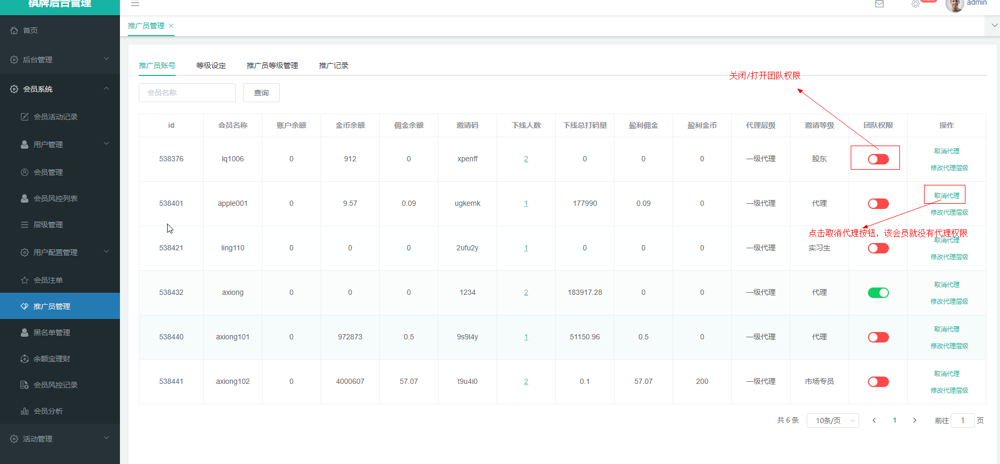 棋牌后台管理
admin
首页
后台管理
会员系统
会员活动记录
用户管理
会员管理
会员风控列表
层级管理
用户配置管理
会员注单
推广员管理
黑名单管理
余额宝理财
会员风控记录
会员分析
活动管理
推广员管理
推广员账号 等级设定 推广员等级管理 推广记录
关闭/打开团队权限
会员名称 查询
id 会员名称 账户余额 金币余额 佣金余额 邀请码 下线人数 下线总打码量 盈利佣金 盈利金币 代理层级 邀请等级 团队权限 操作
538376 lq1006 0 912 0 xpenff 2 0 0 0 一级代理 股东 取消代理
修改代理层级
538401 apple001 0 9.57 0.09 ugkemk 1 177990 0.09 0 一级代理 代理 取消代理
修改代理层级
点击取消代理按钮，该会员就没有代理权限
538421 ling110 0 0 0 2ufu2y 1 0 0 0 一级代理 实习生 取消代理
修改代理层级
538432 axiong 0 0 0 1234 2 183917.28 0 0 一级代理 代理 取消代理
修改代理层级
538440 axiong101 0 972873 0.5 9s9l4y 1 51150.96 0.5 0 一级代理 代理 取消代理
修改代理层级
538441 axiong102 0 4000607 57.07 t9u4i0 2 0.1 57.07 200 一级代理 市场专员 取消代理
修改代理层级
共 6 条 10条/页 1 前往 1 页